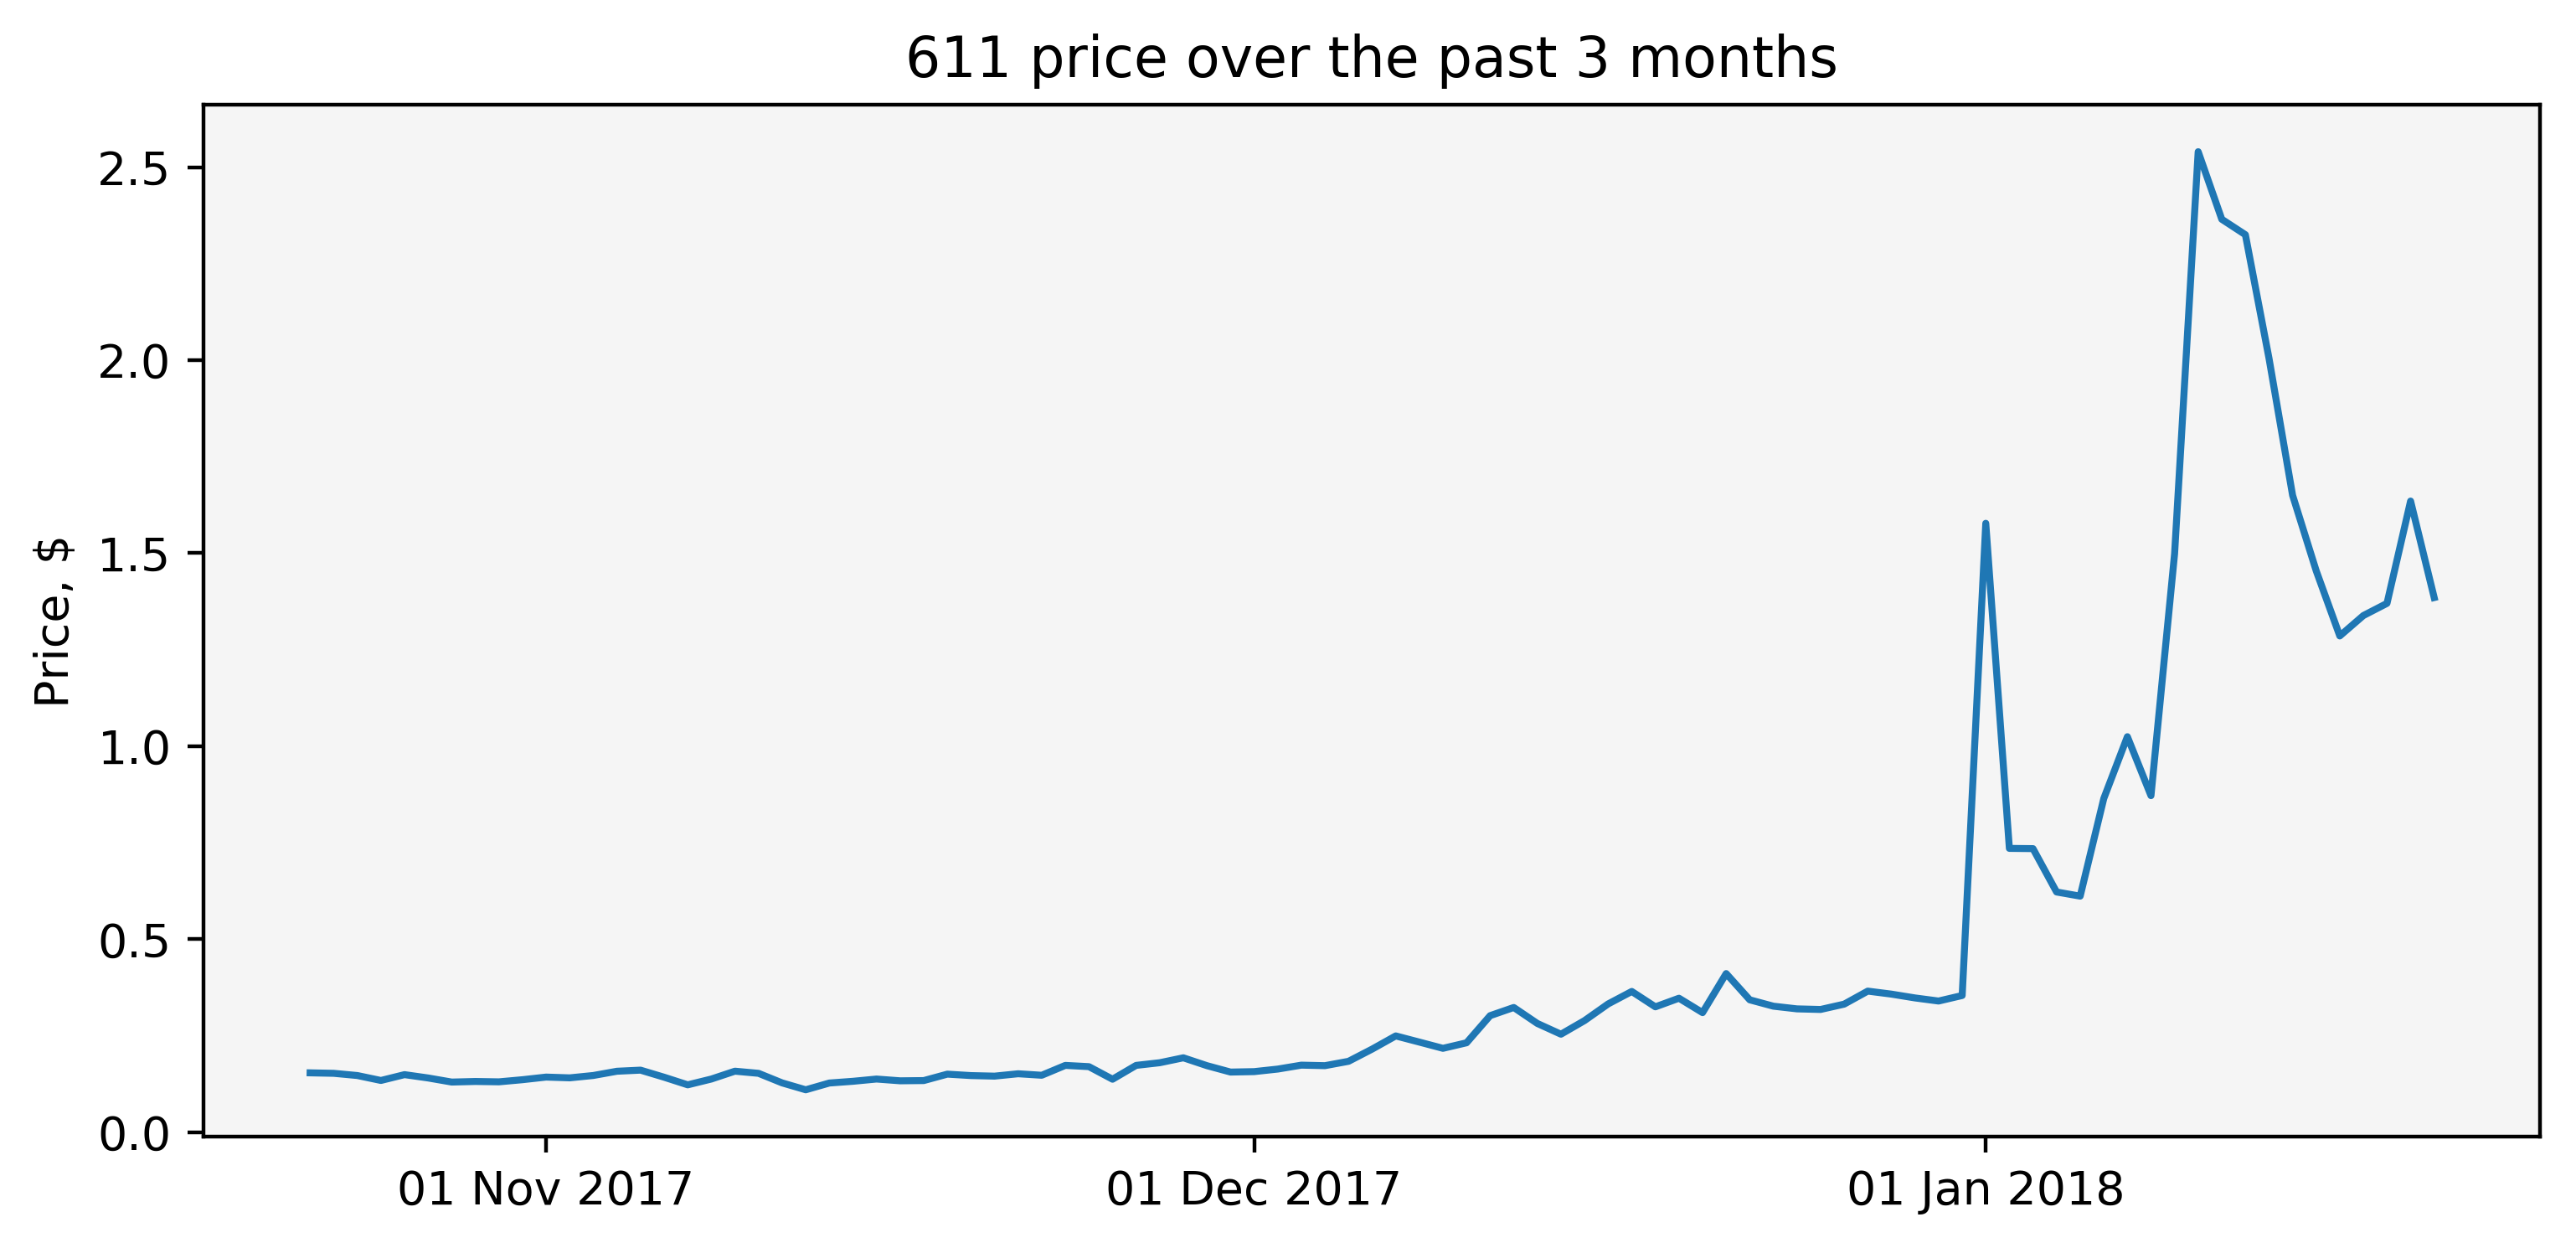 611 price over the past 3 months
Price, $
2.5
2.0
1.5
1.0
0.5
0.0
01 Nov 2017
01 Dec 2017
01 Jan 2018